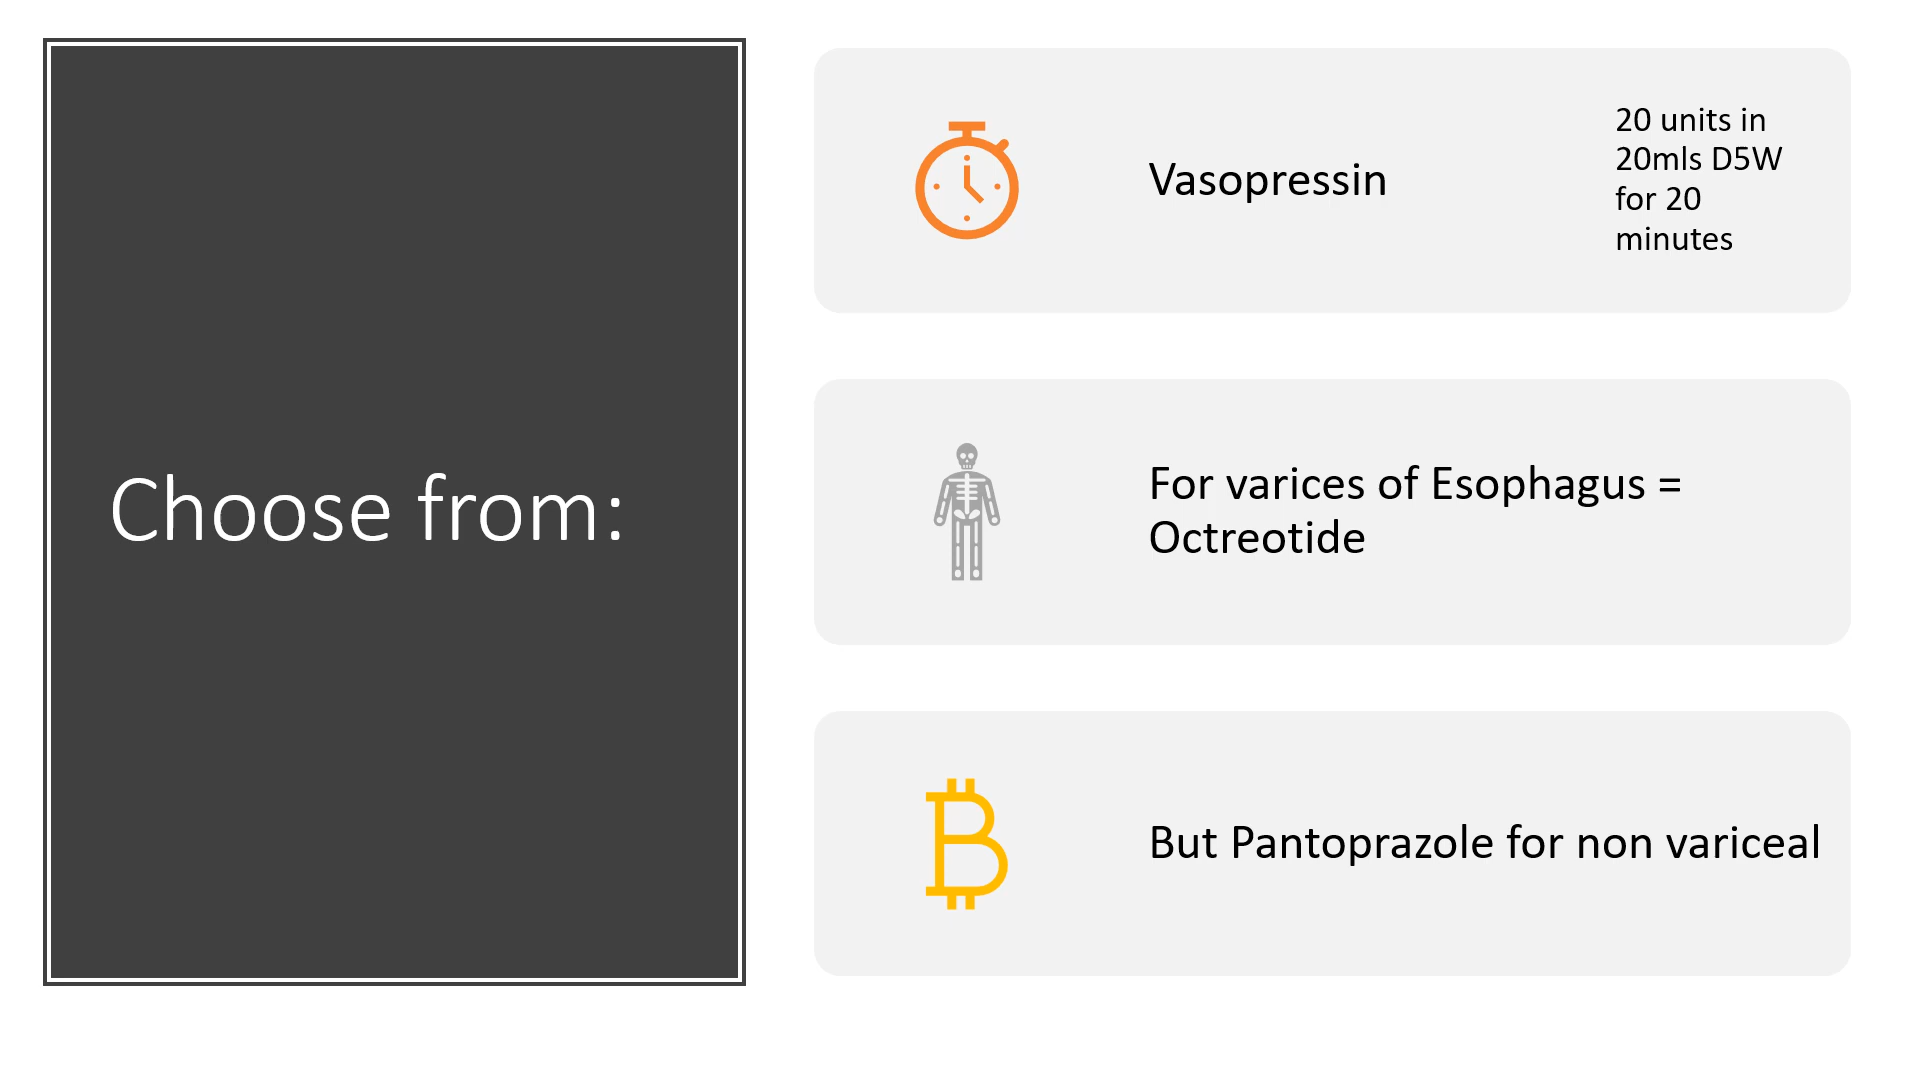 Choose from:
Vasopressin
20 units in
20mls D5W
for 20
minutes
For varices of Esophagus =
Octreotide
But Pantoprazole for non variceal